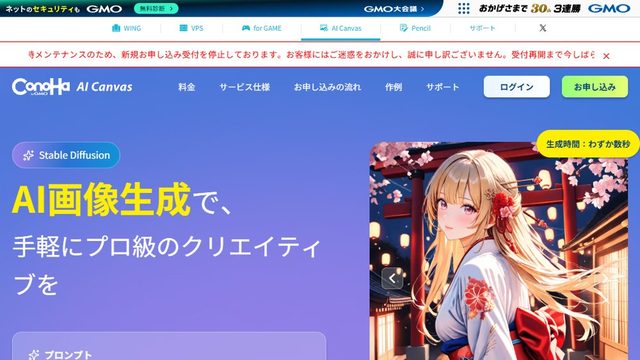 ネットのセキュリティもGMO 無料診断 GMO大会議 おかげさまで30th 3連勝 GMO
WING VPS for GAME AI Canvas Pencil サポート X
時メンテナンスのため、新規お申し込み受付を停止しております。お客様にはご迷惑をおかけし、誠に申し訳ございません。受付再開まで今しばら ×
ConoHa by GMO AI Canvas 料金 サービス仕様 お申し込みの流れ 作例 サポート ログイン お申し込み
生成時間：わずか数秒
Stable Diffusion
AI画像生成で、
手軽にプロ級のクリエイティ
ブを
プロンプト